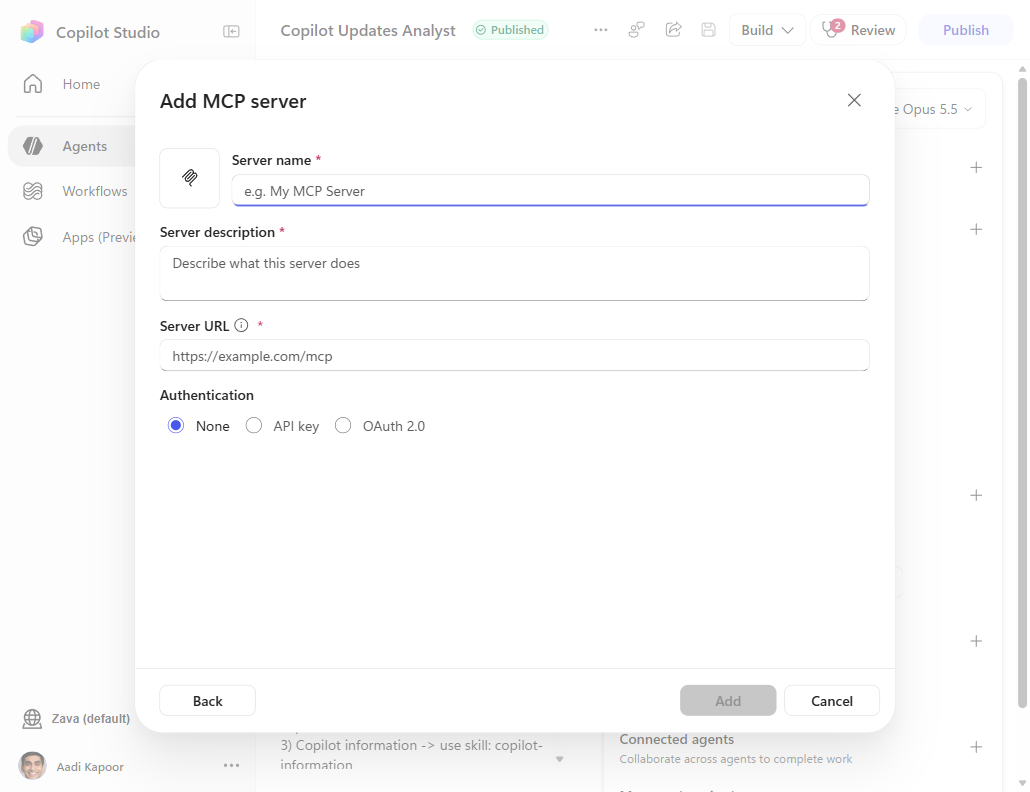 Copilot Studio
Copilot Updates Analyst
Published
Build
2
Review
Publish
Home
Agents
Workflows
Apps
Opus 5.5
Add MCP server
Server name *
e.g. My MCP Server
Server description *
Describe what this server does
Server URL *
https://example.com/mcp
Authentication
None
API key
OAuth 2.0
Back
Add
Cancel
Zava (default)
Aadi Kapoor
3) Copilot information -> use skill: copilot-
information
Connected agents
Collaborate across agents to complete work